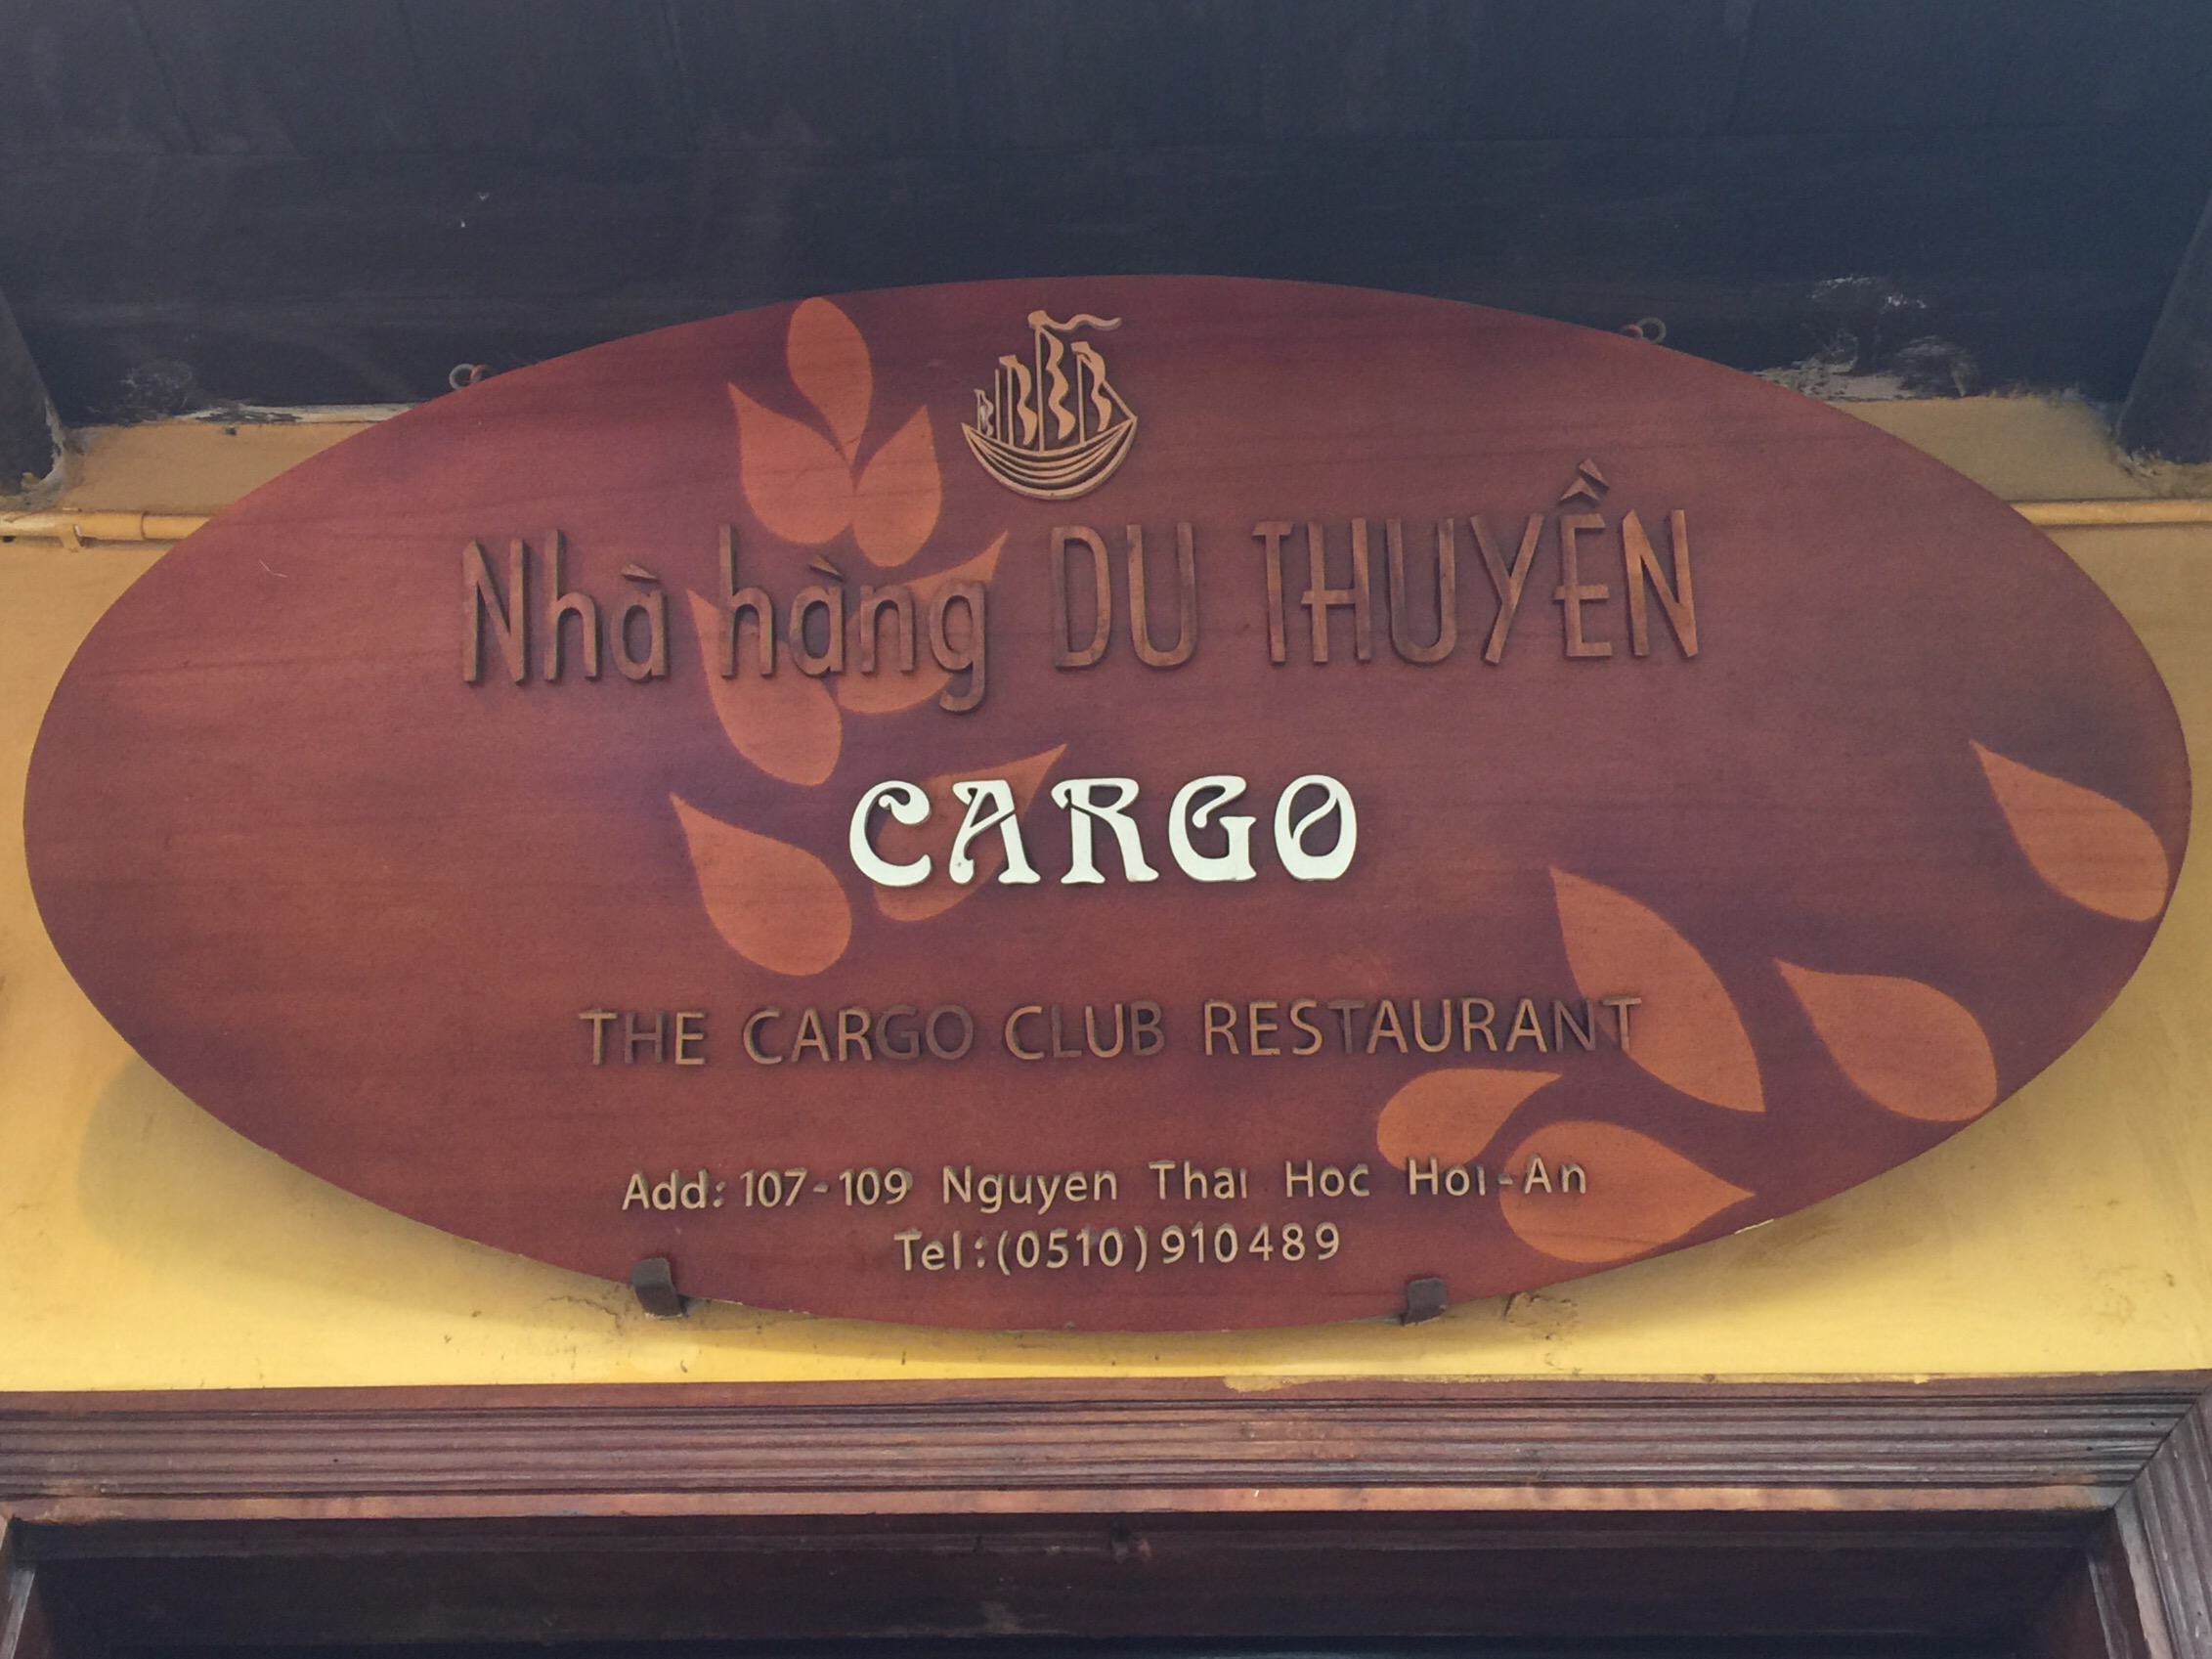 Nhà hàng DU THUYỀN
CARGO
THE CARGO CLUB RESTAURANT
Add: 107-109 Nguyen Thai Hoc Hoi-An
Tel:(0510)910489